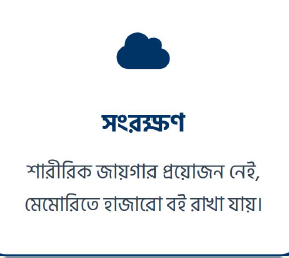 সংরক্ষণ
শারীরিক জায়গার প্রয়োজন নেই,
মেমোরিতে হাজারো বই রাখা যায়।